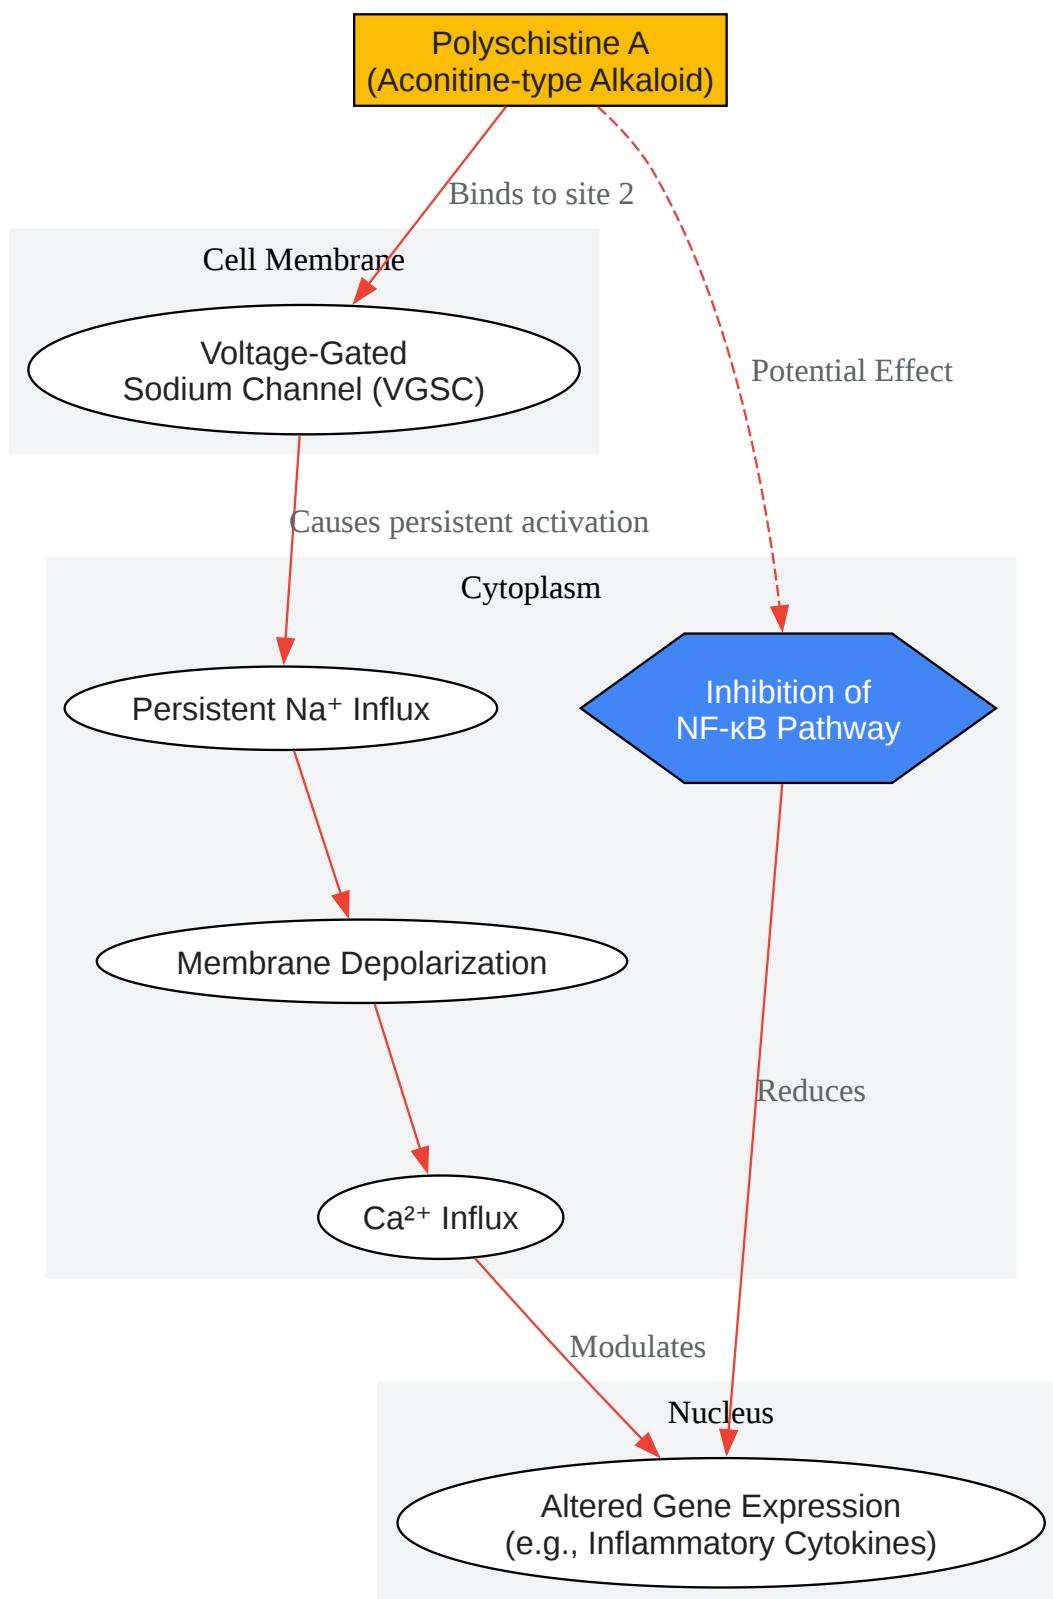 Polyschistine A
(Aconitine-type Alkaloid)
Binds to site 2
Cell Membrane
Voltage-Gated
Sodium Channel (VGSC)
Potential Effect
Causes persistent activation
Cytoplasm
Persistent Na⁺ Influx
Inhibition of
NF-κB Pathway
Membrane Depolarization
Reduces
Ca²⁺ Influx
Modulates
Nucleus
Altered Gene Expression
(e.g., Inflammatory Cytokines)